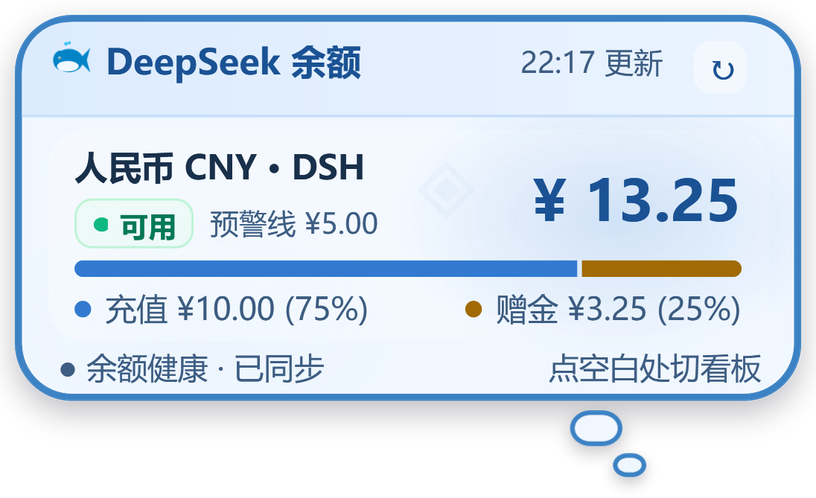 DeepSeek 余额 22:17 更新 ↻
人民币 CNY • DSH
¥ 13.25
可用 预警线 ¥5.00
充值 ¥10.00 (75%) 赠金 ¥3.25 (25%)
余额健康 · 已同步 点空白处切看板